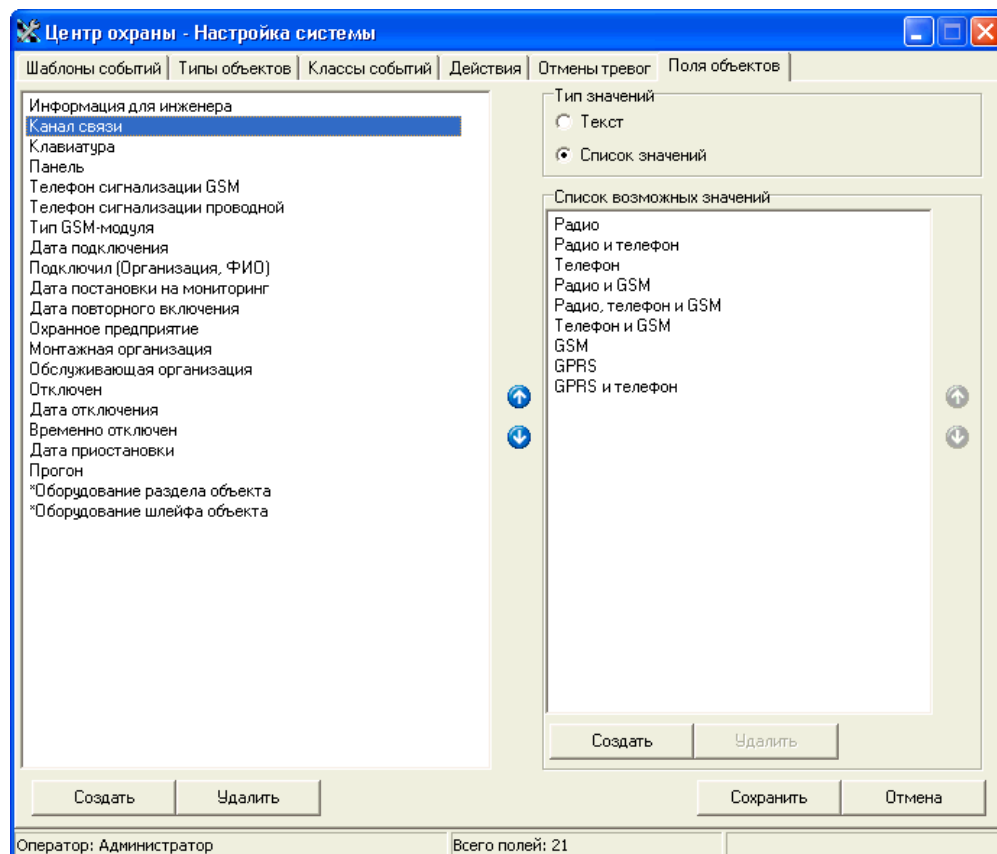 Центр охраны - Настройка системы
Шаблоны событий Типы объектов Классы событий Действия Отмены тревог Поля объектов
Информация для инженера
Канал связи
Клавиатура
Панель
Телефон сигнализации GSM
Телефон сигнализации проводной
Тип GSM-модуля
Дата подключения
Подключил (Организация, ФИО)
Дата постановки на мониторинг
Дата повторного включения
Охранное предприятие
Монтажная организация
Обслуживающая организация
Отключен
Дата отключения
Временно отключен
Дата приостановки
Прогон
*Оборудование раздела объекта
*Оборудование шлейфа объекта
Тип значений
Текст
Список значений
Список возможных значений
Радио
Радио и телефон
Телефон
Радио и GSM
Радио, телефон и GSM
Телефон и GSM
GSM
GPRS
GPRS и телефон
Создать Удалить
Создать Удалить
Сохранить Отмена
Оператор: Администратор
Всего полей: 21